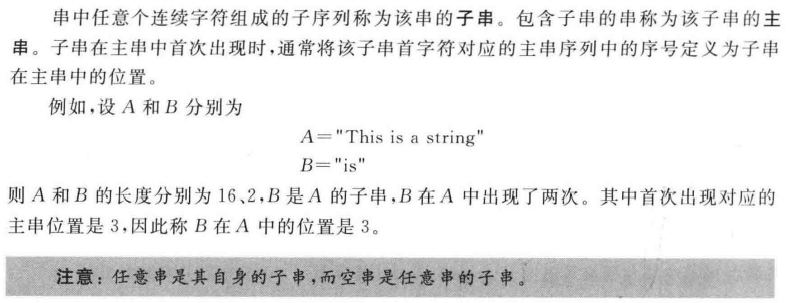 串中任意个连续字符组成的子序列称为该串的子串。包含子串的串称为该子串的主
串。子串在主串中首次出现时,通常将该子串首字符对应的主串序列中的序号定义为子串
在主串中的位置。
例如,设 A 和 B 分别为
A="This is a string"
B="is"
则 A 和 B 的长度分别为 16、2,B 是 A 的子串,B 在 A 中出现了两次。其中首次出现对应的
主串位置是 3,因此称 B 在 A 中的位置是 3。
注意：任意串是其自身的子串,而空串是任意串的子串。